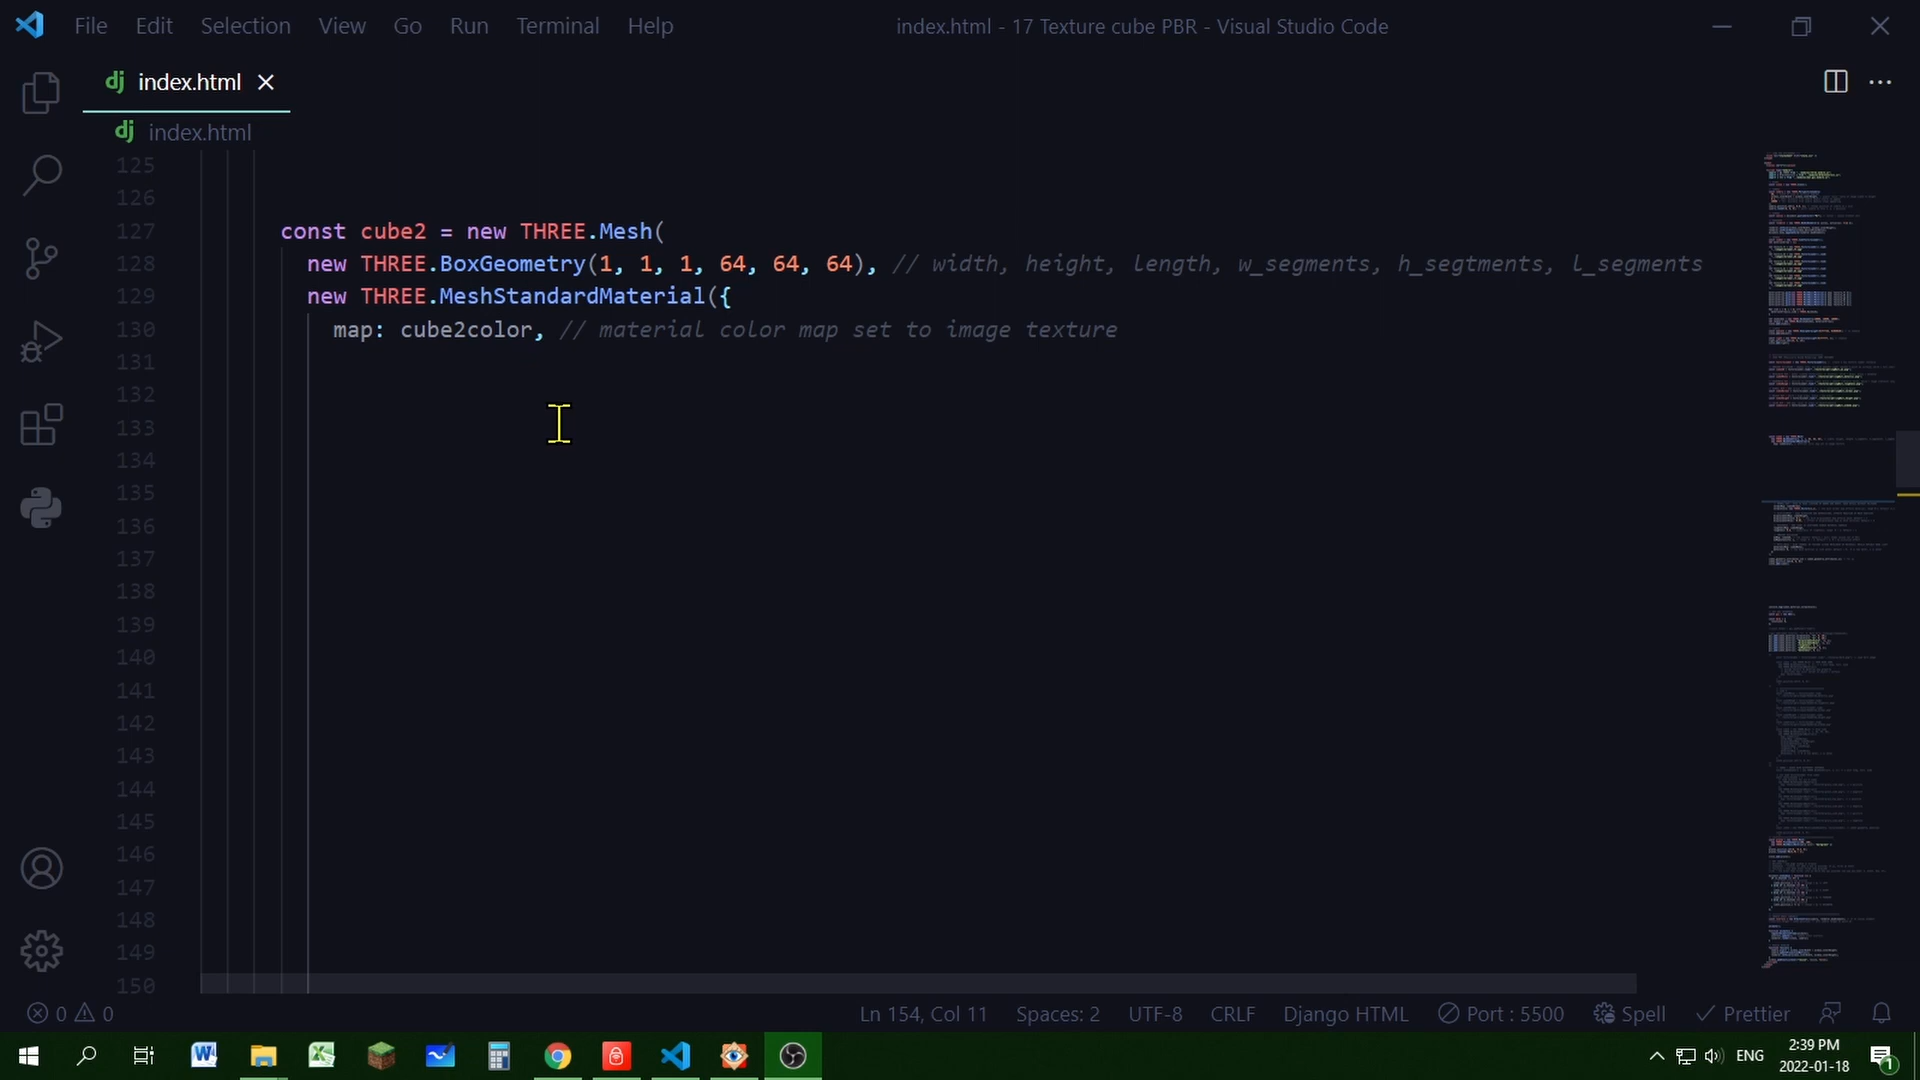 File Edit Selection View Go Run Terminal Help index.html - 17 Texture cube PBR - Visual Studio Code
dj index.html
dj index.html
125
126
127 const cube2 = new THREE.Mesh(
128 new THREE.BoxGeometry(1, 1, 1, 64, 64, 64), // width, height, length, w_segments, h_segtments, l_segments
129 new THREE.MeshStandardMaterial({
130 map: cube2color, // material color map set to image texture
131
132
133
134
135
136
137
138
139
140
141
142
143
144
145
146
147
148
149
150
0 0 Ln 154, Col 11 Spaces: 2 UTF-8 CRLF Django HTML Port : 5500 Spell Prettier
ENG 2:39 PM
2022-01-18 1